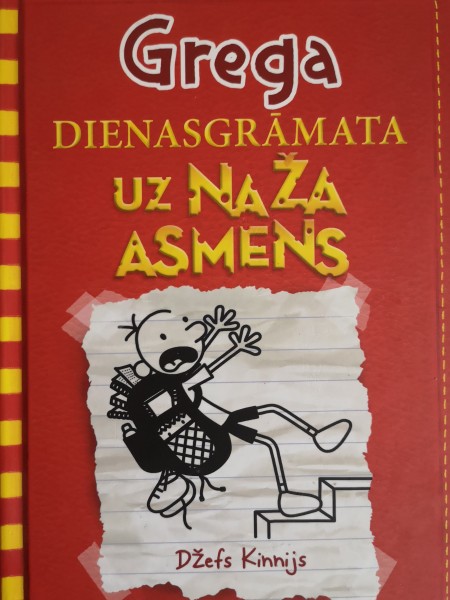 Grega
DIENASGRĀMATA
UZ NAŽA
ASMENS
Džefs Kinnijs